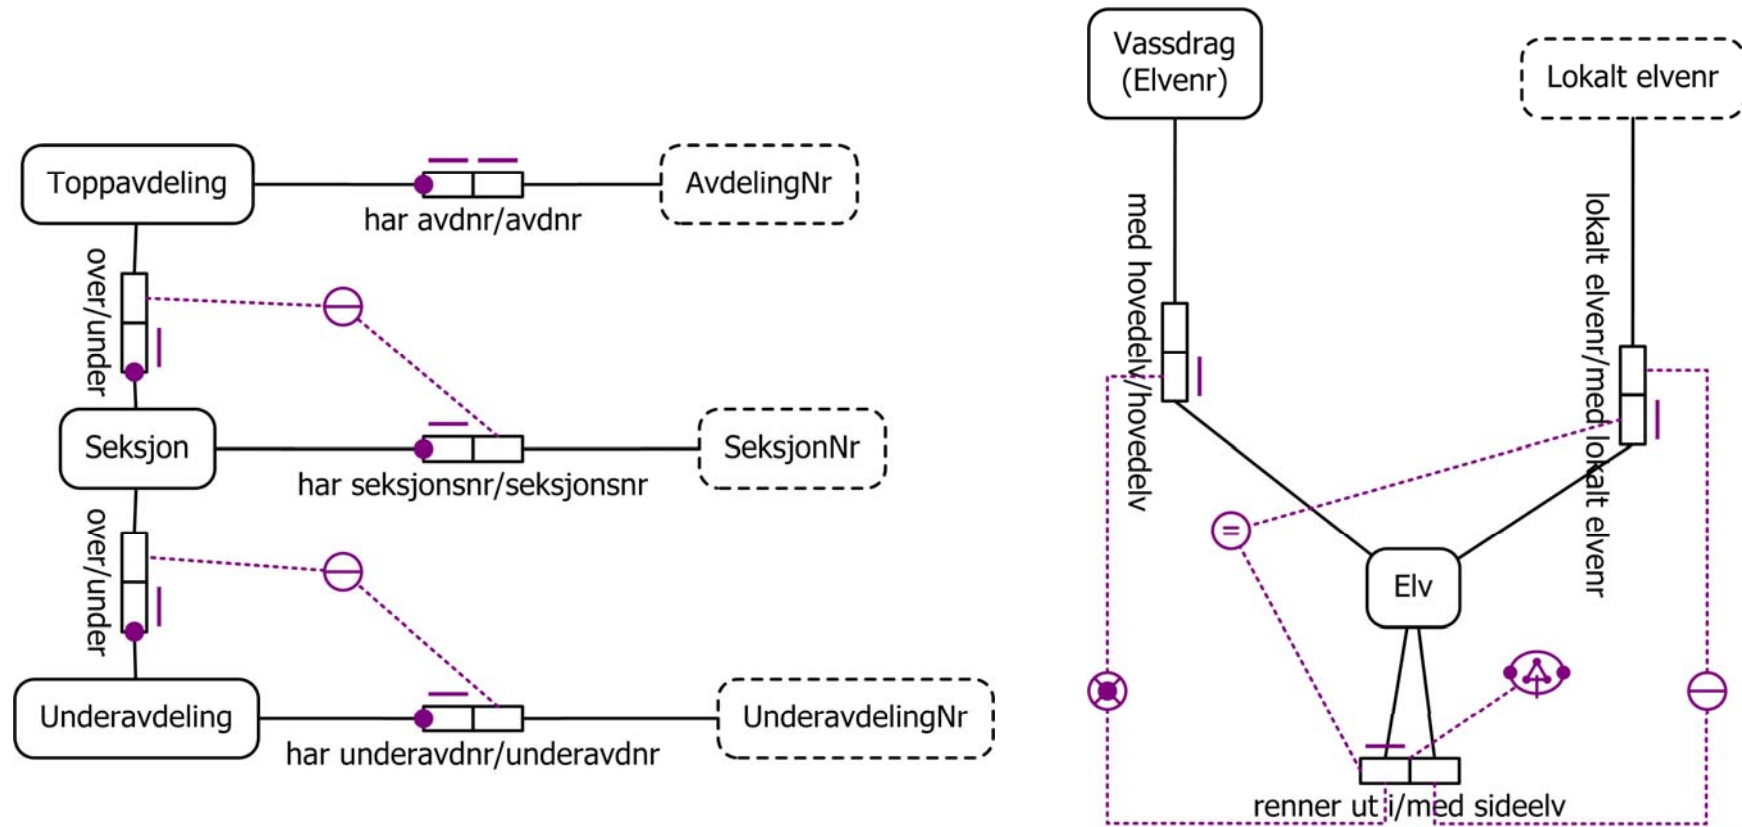 Toppavdeling
AvdelingNr
har avdnr/avdnr
over/under
Seksjon
SeksjonNr
har seksjonsnr/seksjonsnr
over/under
Underavdeling
UnderavdelingNr
har underavdnr/underavdnr
Vassdrag
(Elvenr)
Lokalt elvenr
med hovedelv/hovedelv
lokalt elvenr/med lokalt elvenr
=
Elv
renner ut i/med sideelv